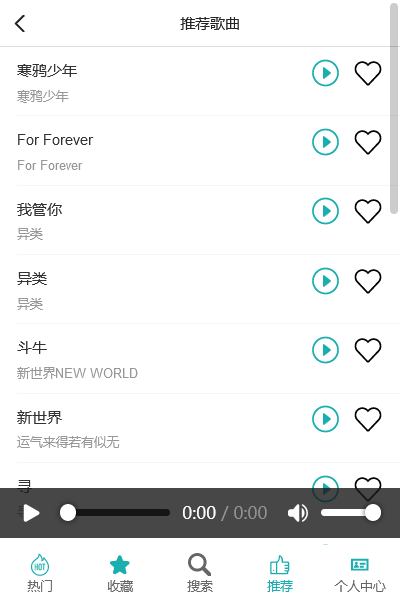 推荐歌曲
寒鸦少年
寒鸦少年
For Forever
For Forever
我管你
异类
异类
异类
斗牛
新世界NEW WORLD
新世界
运气来得若有似无
寻
0:00 / 0:00
HOT
热门
收藏
搜索
推荐
个人中心